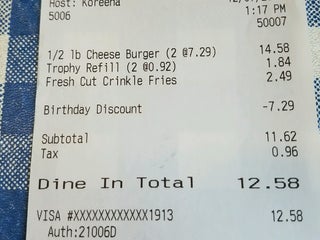 Host: Koreena
5006
1:17 PM
50007
1/2 lb Cheese Burger (2 @7.29) 14.58
Trophy Refill (2 @0.92) 1.84
Fresh Cut Crinkle Fries 2.49
Birthday Discount -7.29
Subtotal 11.62
Tax 0.96
Dine In Total 12.58
VISA #XXXXXXXXXXXX1913 12.58
Auth:21006D